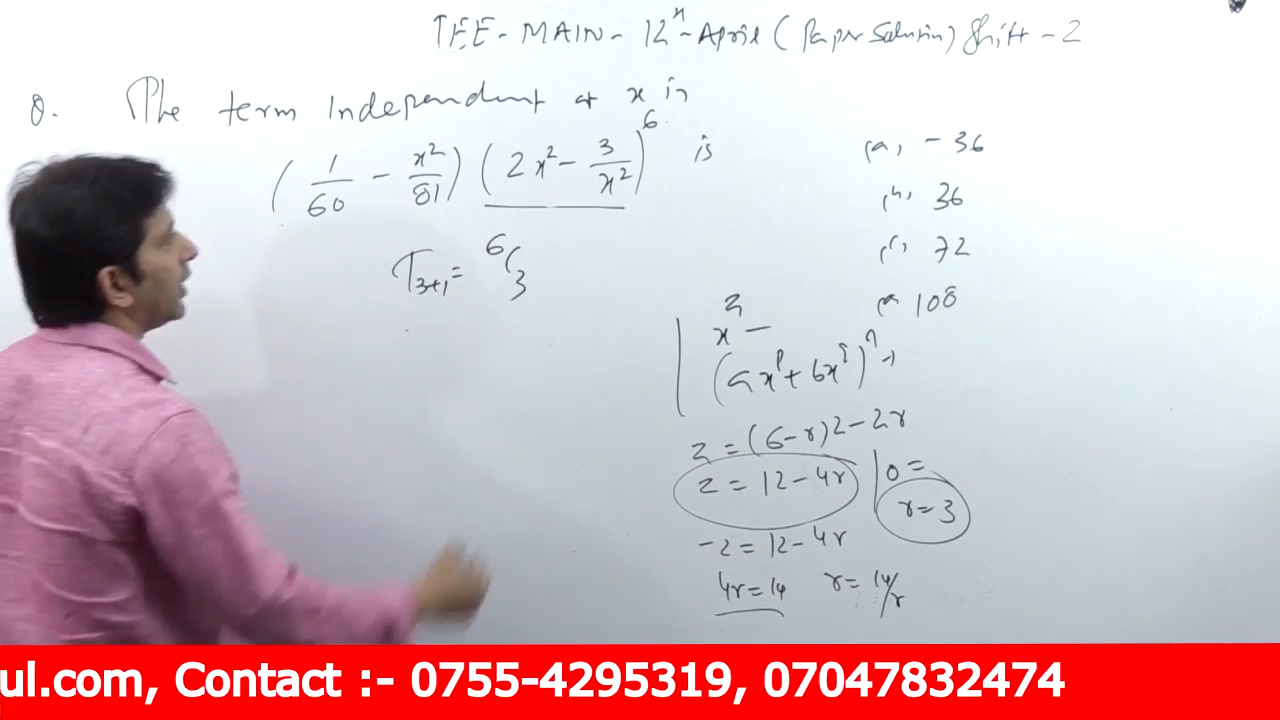 JEE-MAIN-12th-April (Paper Solution) Shift-2
Q. The term independent of x in
(1/60 - x²/81) (2x² - 3/x²)⁶ is
(a) -36
(b) 36
(c) 72
(d) 108
T₃₊₁ = ⁶C₃
x^z -
(ax^p + bx^q)^n →
z = (6-r)2-2r
z = 12-4r
0 =
r=3
-2 = 12-4r
4r=14 r=14/r
ul.com, Contact :- 0755-4295319, 07047832474